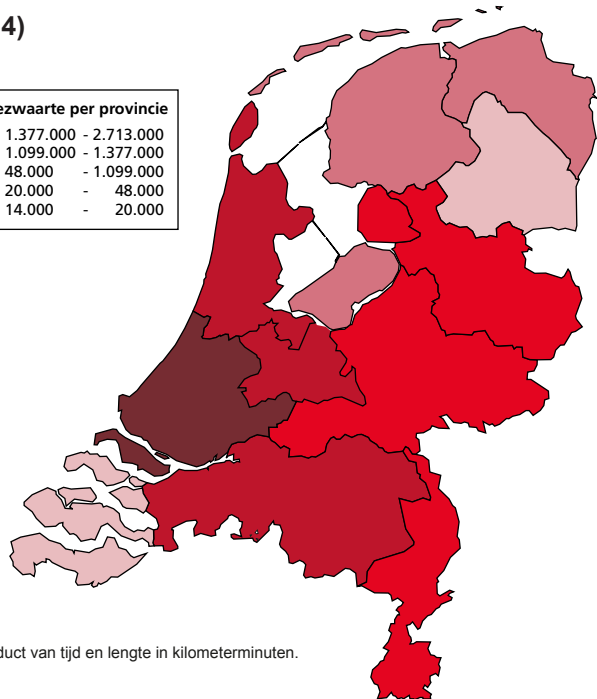 4)
ezwaarte per provincie
1.377.000 - 2.713.000
1.099.000 - 1.377.000
48.000 - 1.099.000
20.000 - 48.000
14.000 - 20.000
duct van tijd en lengte in kilometerminuten.